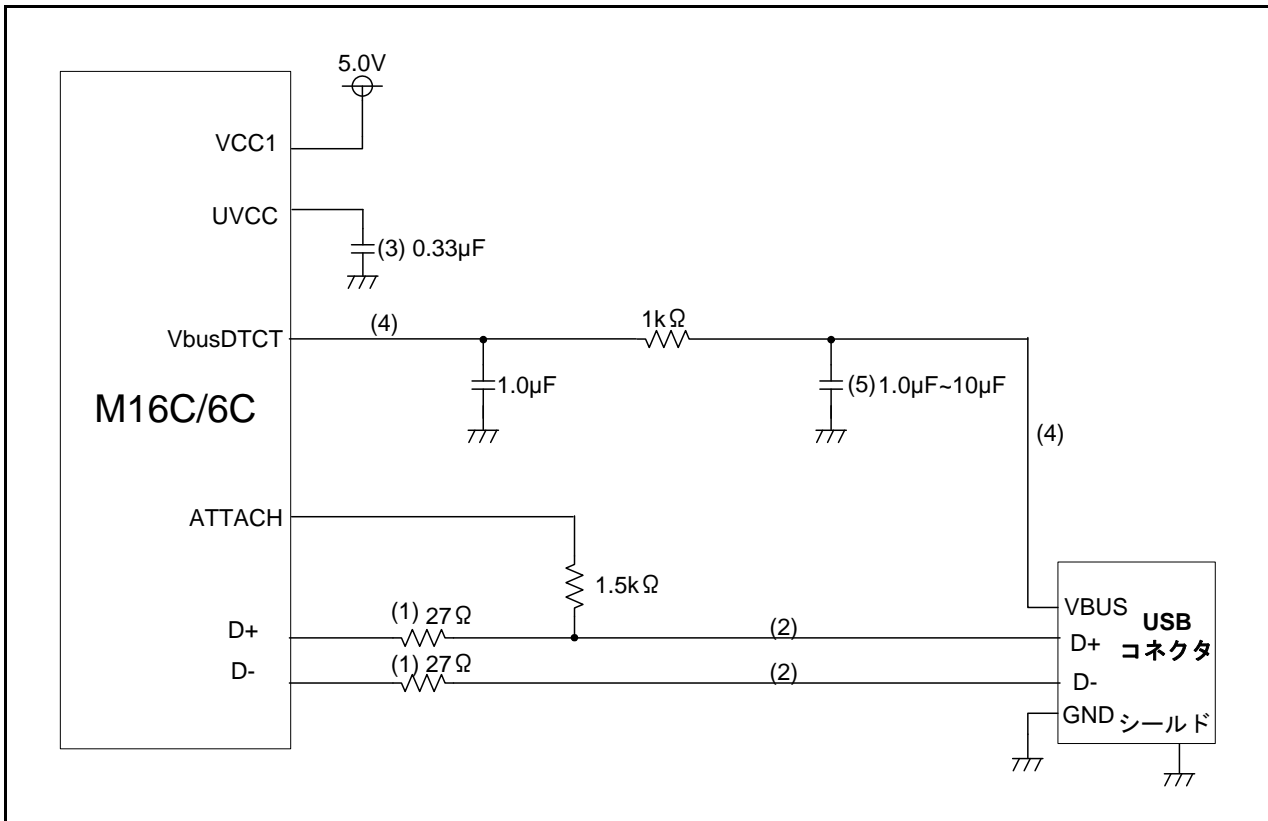 5.0V
VCC1
UVCC
(3) 0.33µF
VbusDTCT
(4)
1kΩ
1.0µF
(5) 1.0µF~10µF
M16C/6C
(4)
ATTACH
1.5kΩ
D+
(1) 27Ω
(2)
D-
(1) 27Ω
(2)
VBUS
USB
コネクタ
D+
D-
GND
シールド